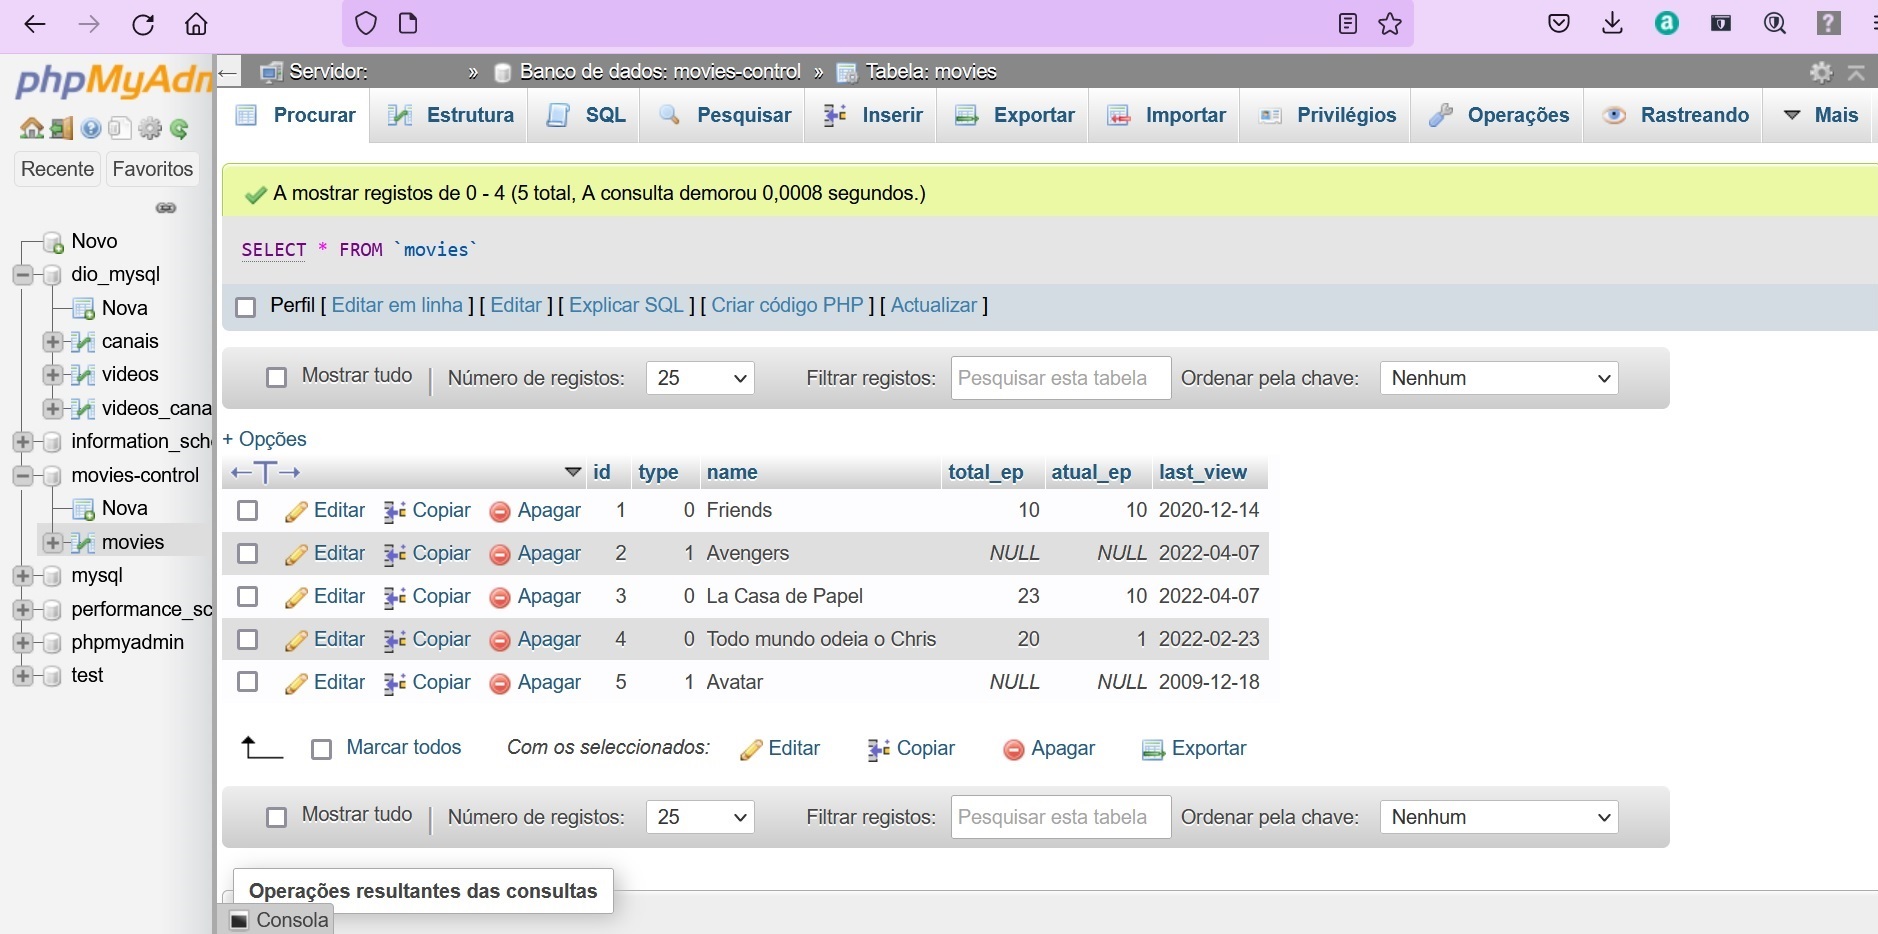 phpMyAdm
Recente Favoritos
Novo
dio_mysql
Nova
canais
videos
videos_cana
information_sch
movies-control
Nova
movies
mysql
performance_sc
phpmyadmin
test
Servidor: » Banco de dados: movies-control » Tabela: movies
Procurar Estrutura SQL Pesquisar Inserir Exportar Importar Privilégios Operações Rastreando Mais
A mostrar registos de 0 - 4 (5 total, A consulta demorou 0,0008 segundos.)
SELECT * FROM `movies`
Perfil [ Editar em linha ] [ Editar ] [ Explicar SQL ] [ Criar código PHP ] [ Actualizar ]
Mostrar tudo | Número de registos: 25 Filtrar registos: Pesquisar esta tabela Ordenar pela chave: Nenhum
+ Opções
←T→ id type name total_ep atual_ep last_view
Editar Copiar Apagar 1 0 Friends 10 10 2020-12-14
Editar Copiar Apagar 2 1 Avengers NULL NULL 2022-04-07
Editar Copiar Apagar 3 0 La Casa de Papel 23 10 2022-04-07
Editar Copiar Apagar 4 0 Todo mundo odeia o Chris 20 1 2022-02-23
Editar Copiar Apagar 5 1 Avatar NULL NULL 2009-12-18
Marcar todos Com os seleccionados: Editar Copiar Apagar Exportar
Mostrar tudo | Número de registos: 25 Filtrar registos: Pesquisar esta tabela Ordenar pela chave: Nenhum
Operações resultantes das consultas
Consola